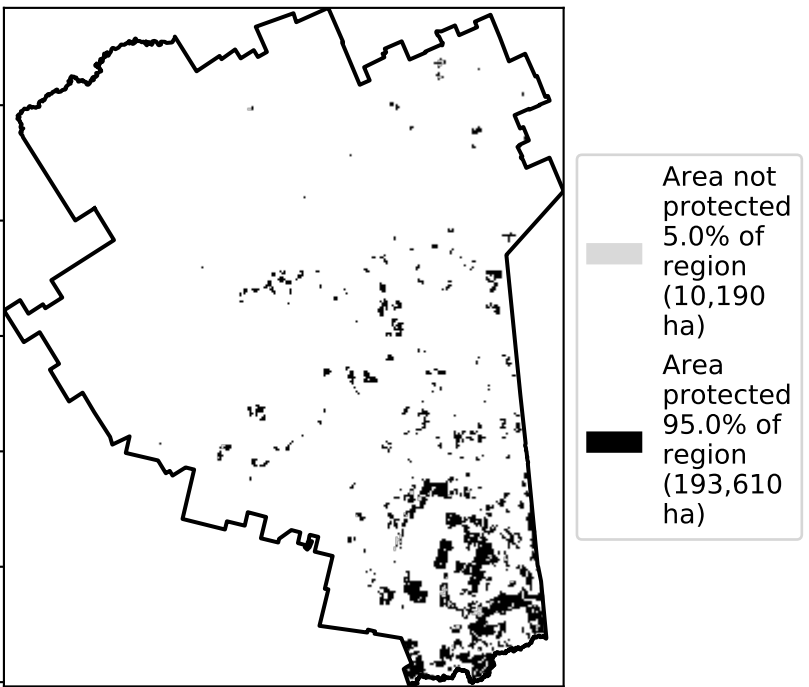 Area not
protected
5.0% of
region
(10,190
ha)
Area
protected
95.0% of
region
(193,610
ha)